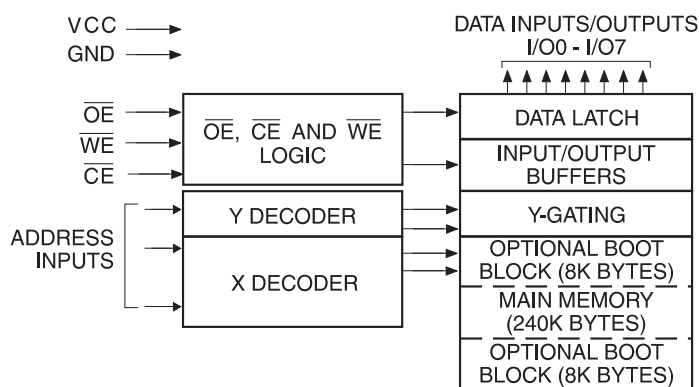 VCC
GND
OE
WE
CE
ADDRESS
INPUTS
OE, CE AND WE
LOGIC
Y DECODER
X DECODER
DATA INPUTS/OUTPUTS
I/O0 - I/O7
DATA LATCH
INPUT/OUTPUT
BUFFERS
Y-GATING
OPTIONAL BOOT
BLOCK (8K BYTES)
MAIN MEMORY
(240K BYTES)
OPTIONAL BOOT
BLOCK (8K BYTES)